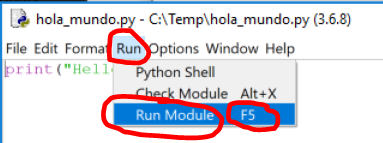 hola_mundo.py - C:\Temp\hola_mundo.py (3.6.8)
File Edit Format Run Options Window Help
print("Hell
Python Shell
Check Module Alt+X
Run Module F5